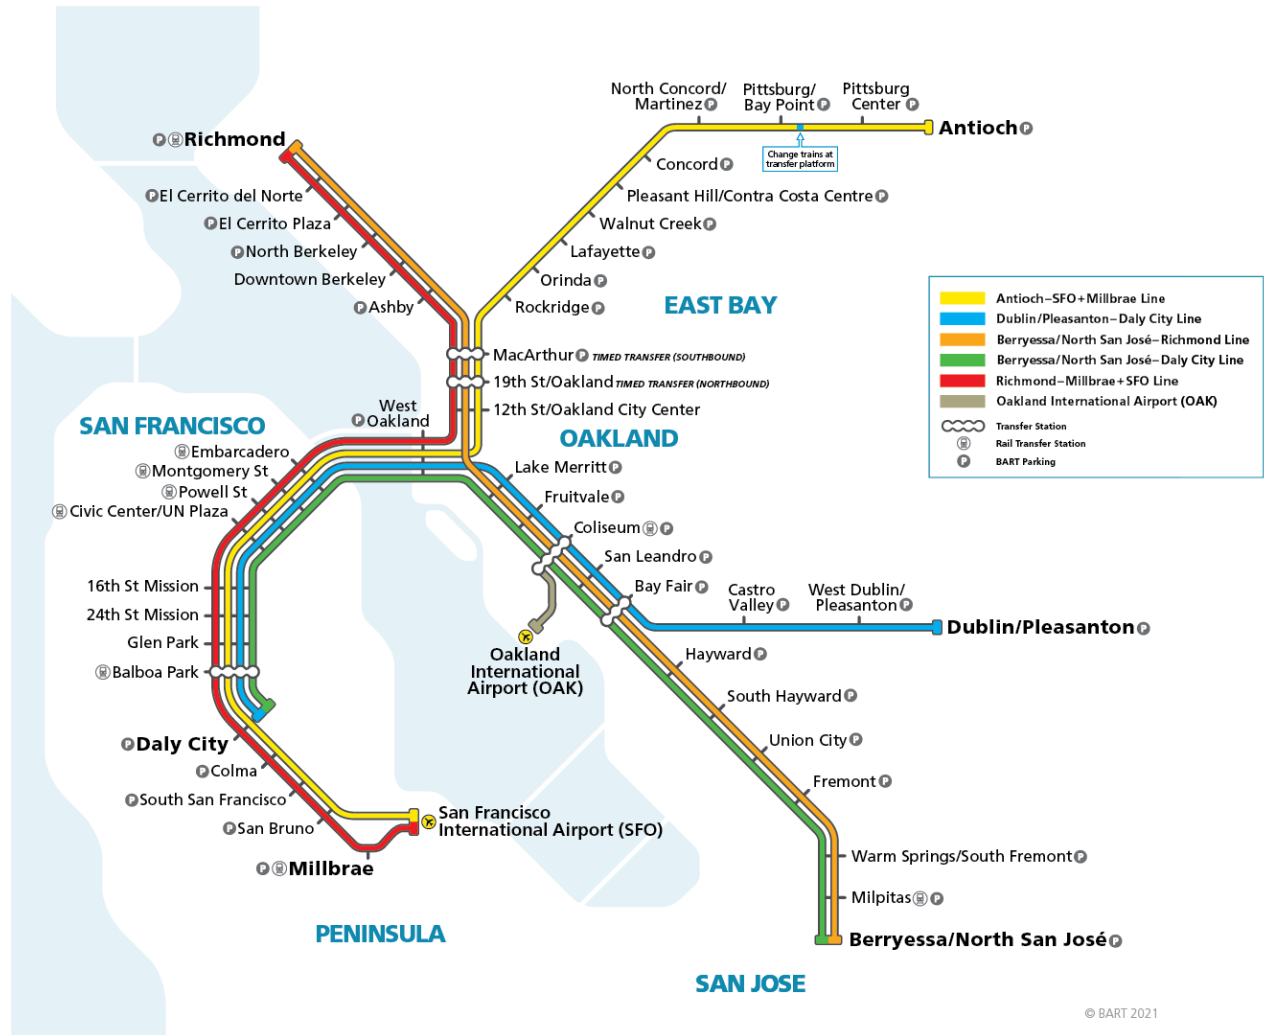 North Concord/
Martinez P
Pittsburg/
Bay Point P
Pittsburg
Center P
Antioch P
Change trains at
transfer platform
P Richmond
Concord P
P El Cerrito del Norte
Pleasant Hill/Contra Costa Centre P
P El Cerrito Plaza
Walnut Creek P
P North Berkeley
Lafayette P
Downtown Berkeley
Orinda P
P Ashby
Rockridge P
EAST BAY
Antioch–SFO+Millbrae Line
Dublin/Pleasanton–Daly City Line
Berryessa/North San José–Richmond Line
Berryessa/North San José–Daly City Line
Richmond–Millbrae+SFO Line
Oakland International Airport (OAK)
Transfer Station
Rail Transfer Station
P BART Parking
MacArthur P TIMED TRANSFER (SOUTHBOUND)
19th St/Oakland TIMED TRANSFER (NORTHBOUND)
12th St/Oakland City Center
West
P Oakland
SAN FRANCISCO
OAKLAND
Embarcadero
Montgomery St
Powell St
Civic Center/UN Plaza
Lake Merritt P
Fruitvale P
Coliseum P
San Leandro P
Bay Fair P
Castro
Valley P
West Dublin/
Pleasanton P
Dublin/Pleasanton P
16th St Mission
24th St Mission
Glen Park
Balboa Park
Oakland
International
Airport (OAK)
Hayward P
South Hayward P
Union City P
Fremont P
P Daly City
P Colma
P South San Francisco
P San Bruno
San Francisco
International Airport (SFO)
P Millbrae
Warm Springs/South Fremont P
Milpitas P
Berryessa/North San José P
PENINSULA
SAN JOSE
© BART 2021